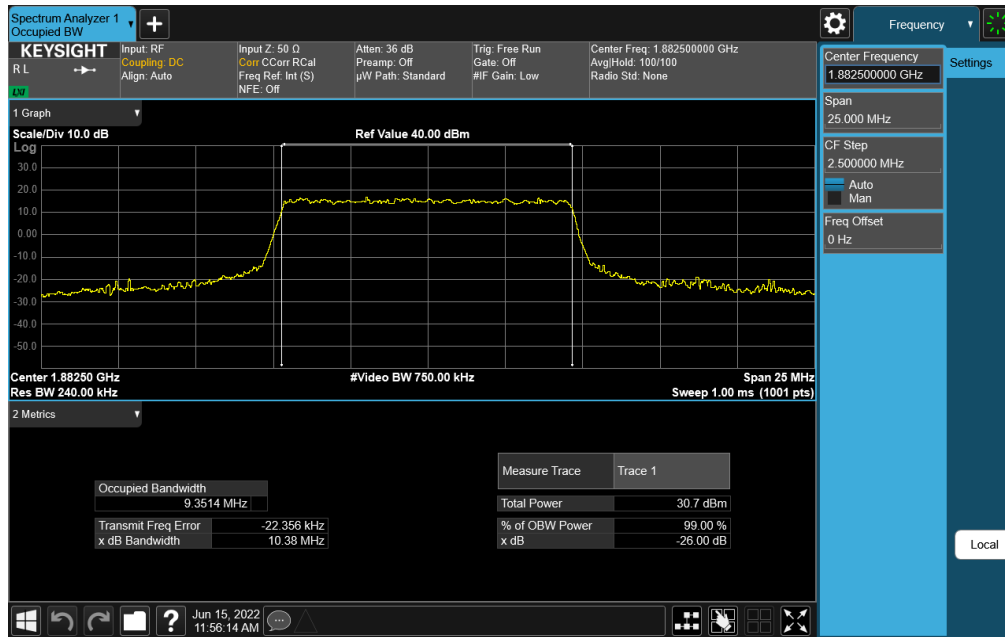 Spectrum Analyzer 1
Occupied BW
Frequency
KEYSIGHT
R L
LXI
Input: RF
Coupling: DC
Align: Auto
Input Z: 50 Ω
Corr CCorr RCal
Freq Ref: Int (S)
NFE: Off
Atten: 36 dB
Preamp: Off
µW Path: Standard
Trig: Free Run
Gate: Off
#IF Gain: Low
Center Freq: 1.882500000 GHz
Avg|Hold: 100/100
Radio Std: None
Center Frequency
1.882500000 GHz
Settings
Span
25.000 MHz
CF Step
2.500000 MHz
Auto
Man
Freq Offset
0 Hz
Local
1 Graph
Scale/Div 10.0 dB
Ref Value 40.00 dBm
Log
30.0
20.0
10.0
0.00
-10.0
-20.0
-30.0
-40.0
-50.0
Center 1.88250 GHz
#Video BW 750.00 kHz
Span 25 MHz
Res BW 240.00 kHz
Sweep 1.00 ms (1001 pts)
2 Metrics
Measure Trace
Trace 1
Occupied Bandwidth
9.3514 MHz
Total Power
30.7 dBm
Transmit Freq Error
-22.356 kHz
% of OBW Power
99.00 %
x dB Bandwidth
10.38 MHz
x dB
-26.00 dB
?
Jun 15, 2022
11:56:14 AM